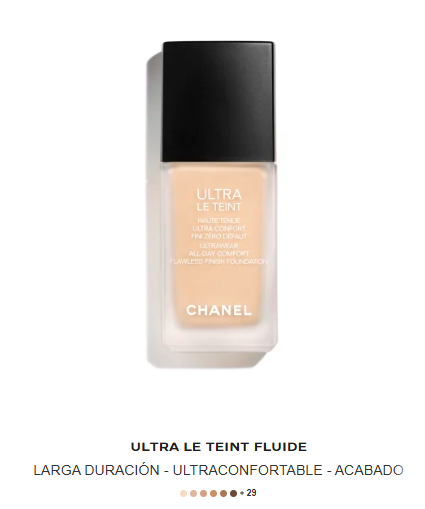 ULTRA
LE TEINT
HAUTE TENUE
ULTRA CONFORT
FINI ZÉRO DÉFAUT
ULTRAWEAR
ALL-DAY COMFORT
FLAWLESS FINISH FOUNDATION
CHANEL
ULTRA LE TEINT FLUIDE
LARGA DURACIÓN - ULTRACONFORTABLE - ACABADO
+ 29